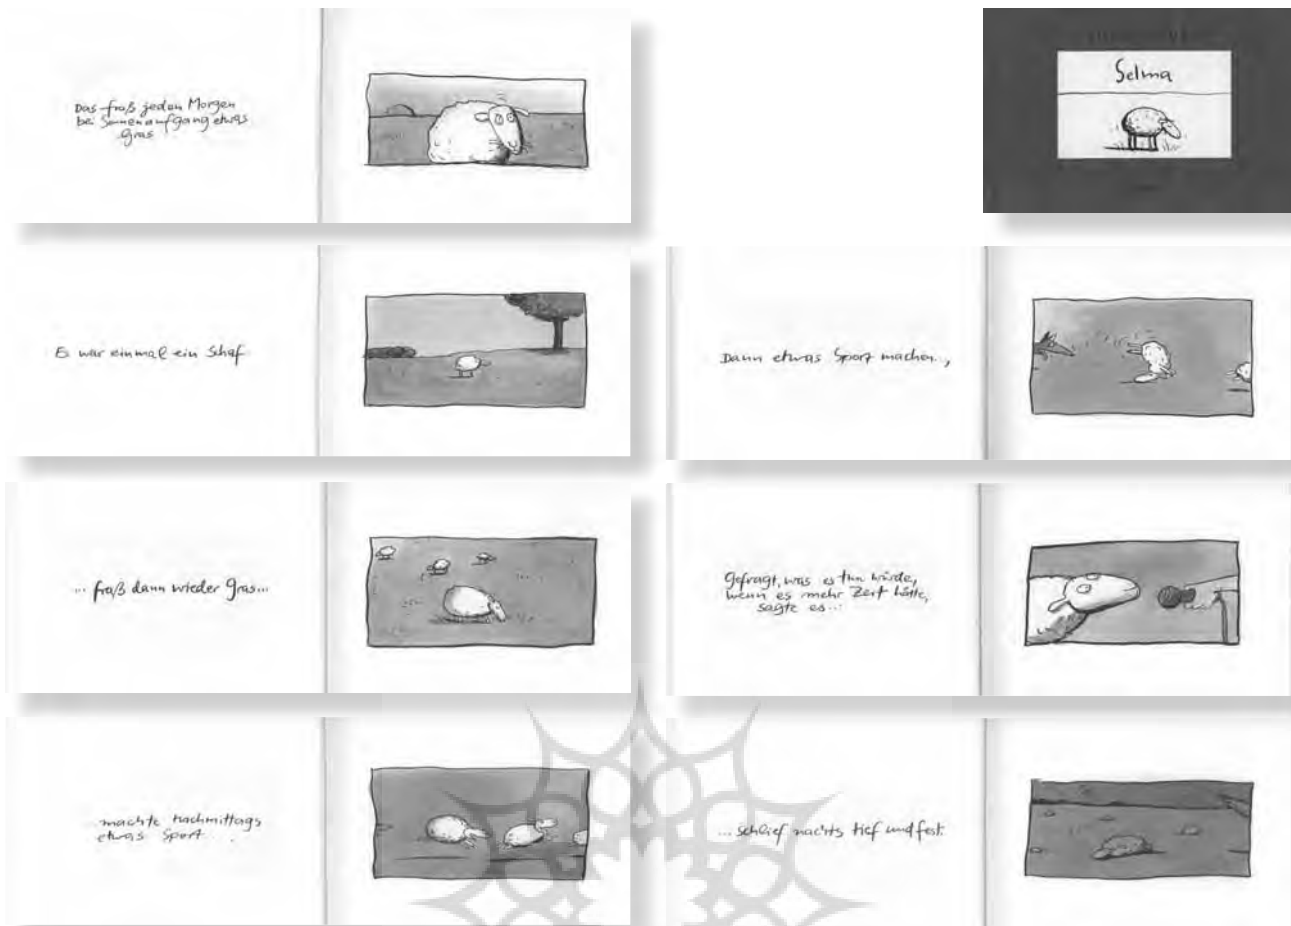 Das fraß jeden Morgen
bei Sonnenaufgang etwas
Gras
Selma
Es war einmal ein Schaf
Dann etwas Sport machen..,
... fraß dann wieder Gras...
Gefragt, was es tun würde,
wenn es mehr Zeit hätte,
sagte es...
machte nachmittags
etwas Sport...
... schlief nachts tief und fest.